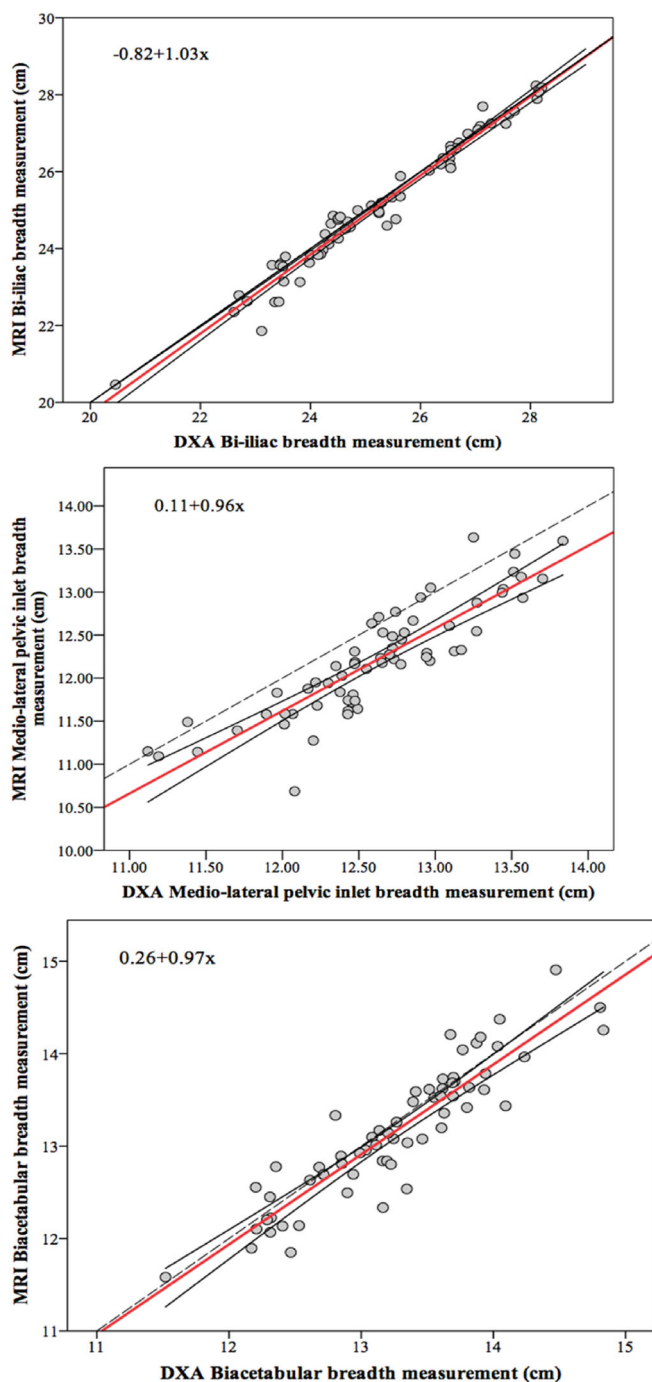 30
28
26
24
22
20
-0.82+1.03x
MRI Bi-iliac breadth measurement (cm)
20 22 24 26 28
DXA Bi-iliac breadth measurement (cm)
14.00
13.50
13.00
12.50
12.00
11.50
11.00
10.50
10.00
0.11+0.96x
MRI Medio-lateral pelvic inlet breadth
measurement (cm)
11.00 11.50 12.00 12.50 13.00 13.50 14.00
DXA Medio-lateral pelvic inlet breadth measurement (cm)
15
14
13
12
11
0.26+0.97x
MRI Biacetabular breadth measurement (cm)
11 12 13 14 15
DXA Biacetabular breadth measurement (cm)